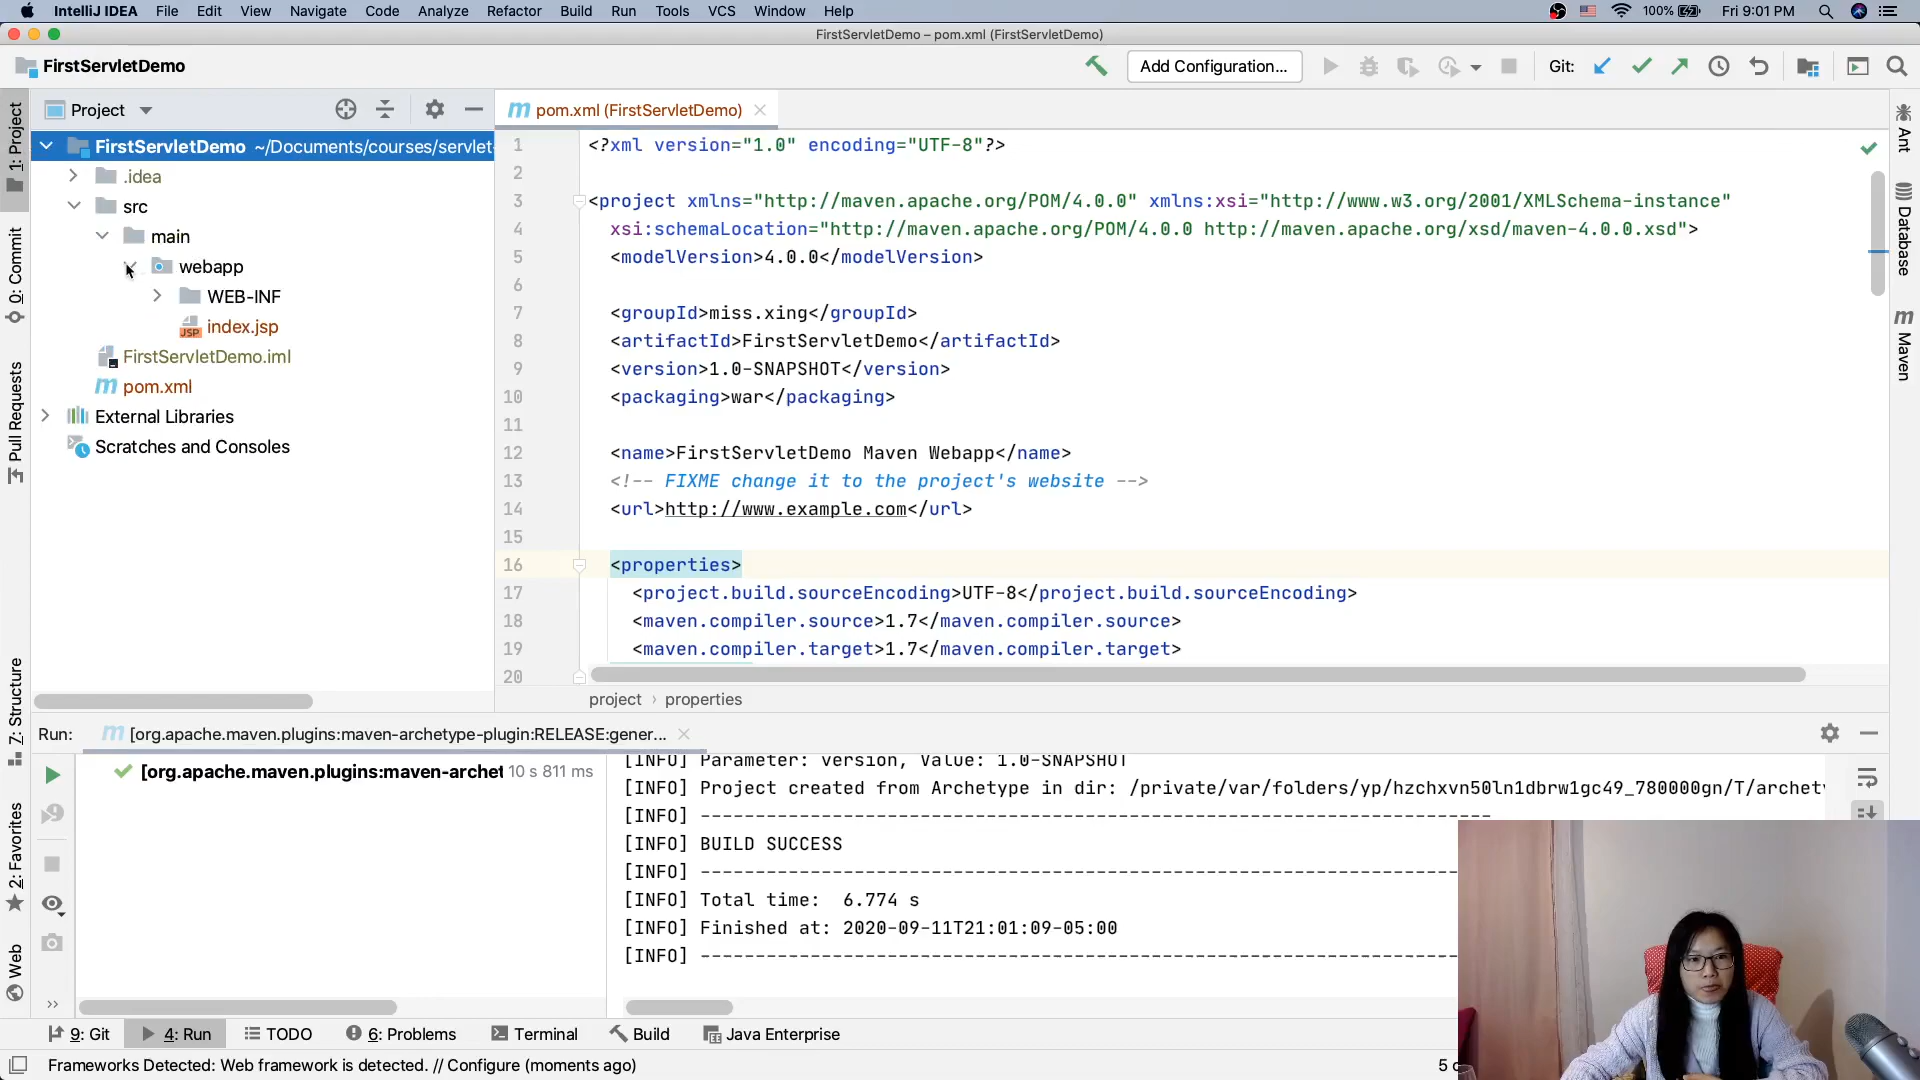 IntelliJ IDEA File Edit View Navigate Code Analyze Refactor Build Run Tools VCS Window Help 100% Fri 9:01 PM
FirstServletDemo – pom.xml (FirstServletDemo)
FirstServletDemo Add Configuration... Git:
Project pom.xml (FirstServletDemo)
1: Project
0: Commit
Pull Requests
Z: Structure
2: Favorites
Web
FirstServletDemo ~/Documents/courses/servlet-
.idea
src
main
webapp
WEB-INF
JSP index.jsp
FirstServletDemo.iml
pom.xml
External Libraries
Scratches and Consoles
1 <?xml version="1.0" encoding="UTF-8"?>
2
3 <project xmlns="http://maven.apache.org/POM/4.0.0" xmlns:xsi="http://www.w3.org/2001/XMLSchema-instance"
4 xsi:schemaLocation="http://maven.apache.org/POM/4.0.0 http://maven.apache.org/xsd/maven-4.0.0.xsd">
5 <modelVersion>4.0.0</modelVersion>
6
7 <groupId>miss.xing</groupId>
8 <artifactId>FirstServletDemo</artifactId>
9 <version>1.0-SNAPSHOT</version>
10 <packaging>war</packaging>
11
12 <name>FirstServletDemo Maven Webapp</name>
13 <!-- FIXME change it to the project's website -->
14 <url>http://www.example.com</url>
15
16 <properties>
17 <project.build.sourceEncoding>UTF-8</project.build.sourceEncoding>
18 <maven.compiler.source>1.7</maven.compiler.source>
19 <maven.compiler.target>1.7</maven.compiler.target>
20
project › properties
Ant
Database
Maven
Run: [org.apache.maven.plugins:maven-archetype-plugin:RELEASE:gener...
[org.apache.maven.plugins:maven-archet 10 s 811 ms
[INFO] Parameter: version, Value: 1.0-SNAPSHOT
[INFO] Project created from Archetype in dir: /private/var/folders/yp/hzchxvn50ln1dbrw1gc49_780000gn/T/archety
[INFO] ------------------------------------------------------------------------
[INFO] BUILD SUCCESS
[INFO] ------------------------------------------------------------------------
[INFO] Total time:  6.774 s
[INFO] Finished at: 2020-09-11T21:01:09-05:00
[INFO] ------------------------------------------------------------------------
9: Git 4: Run TODO 6: Problems Terminal Build Java Enterprise
Frameworks Detected: Web framework is detected. // Configure (moments ago) 5